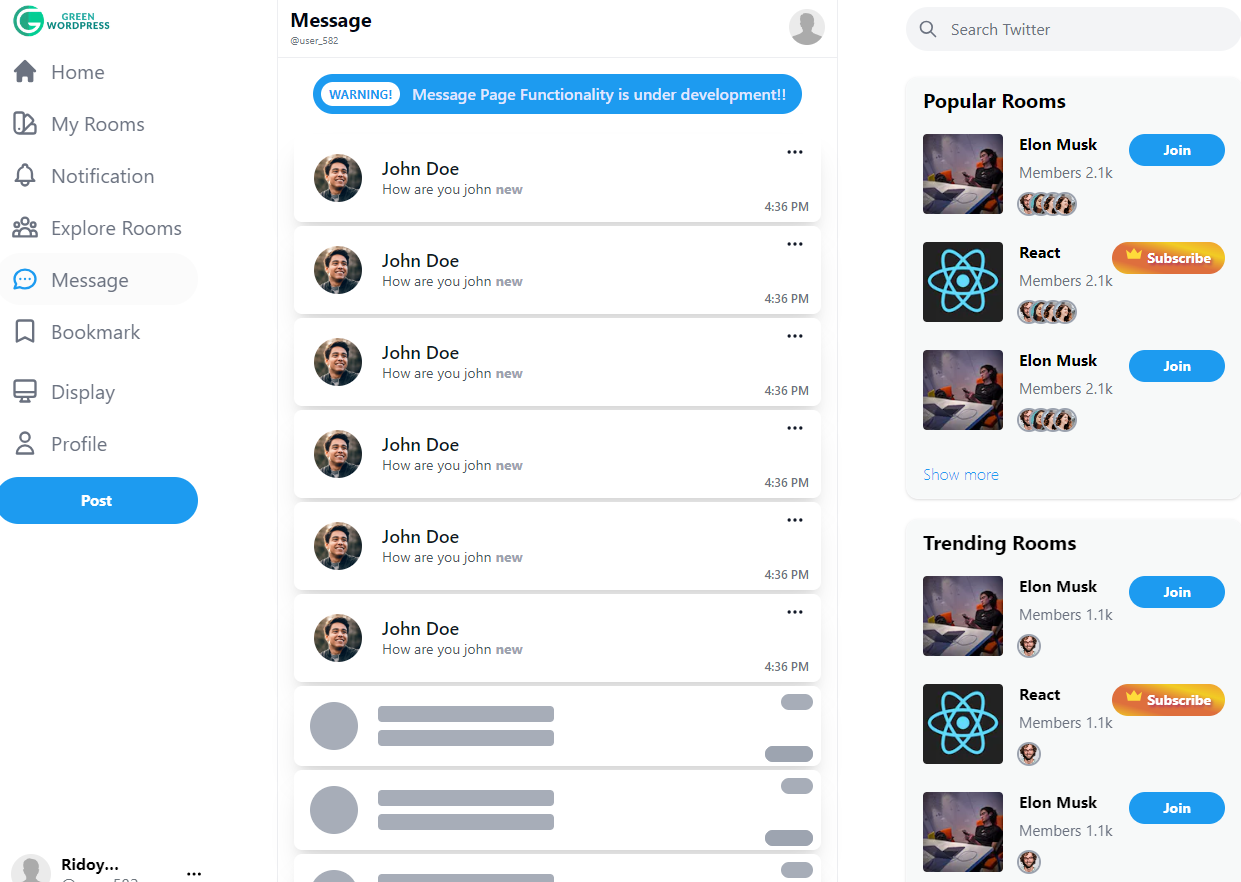 GREEN
WORDPRESS
Home
My Rooms
Notification
Explore Rooms
Message
Bookmark
Display
Profile
Post
Ridoy...
Message
@user_582
WARNING! Message Page Functionality is under development!!
John Doe
How are you john new
4:36 PM
John Doe
How are you john new
4:36 PM
John Doe
How are you john new
4:36 PM
John Doe
How are you john new
4:36 PM
John Doe
How are you john new
4:36 PM
John Doe
How are you john new
4:36 PM
Search Twitter
Popular Rooms
Elon Musk
Join
Members 2.1k
React
Subscribe
Members 2.1k
Elon Musk
Join
Members 2.1k
Show more
Trending Rooms
Elon Musk
Join
Members 1.1k
React
Subscribe
Members 1.1k
Elon Musk
Join
Members 1.1k